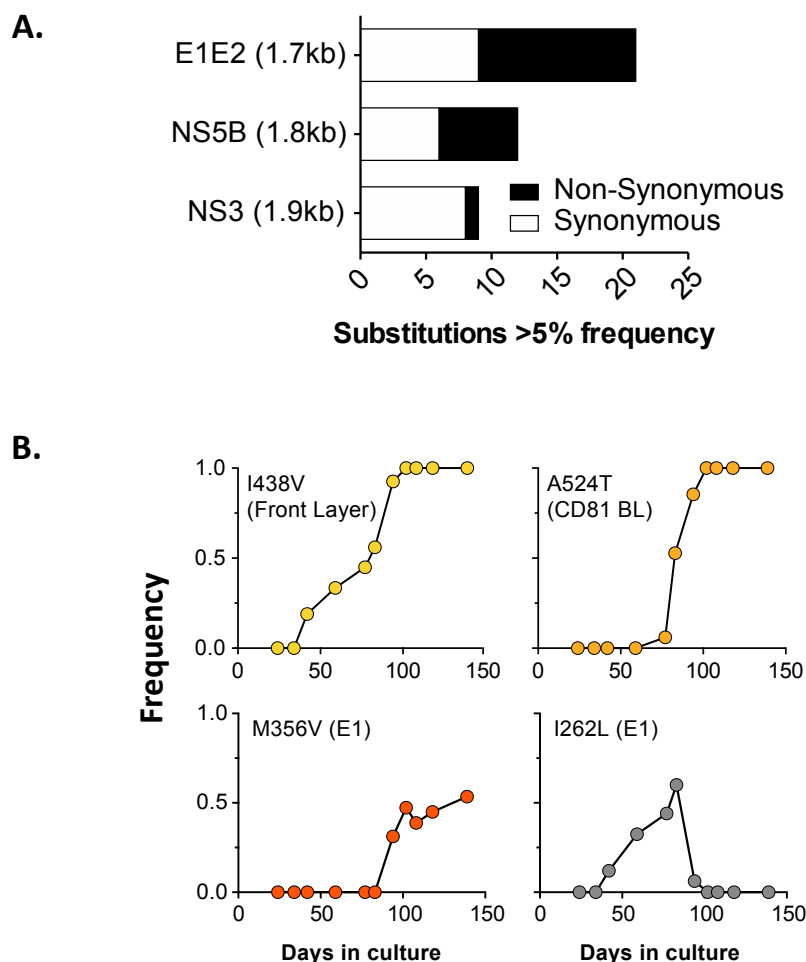 A.
E1E2 (1.7kb)
NS5B (1.8kb)
NS3 (1.9kb)
Non-Synonymous
Synonymous
0 5 10 15 20 25
Substitutions >5% frequency
B.
Frequency
1.0
0.5
0.0
I438V
(Front Layer)
0 50 100 150
A524T
(CD81 BL)
0 50 100 150
1.0
0.5
0.0
M356V (E1)
0 50 100 150
Days in culture
I262L (E1)
0 50 100 150
Days in culture